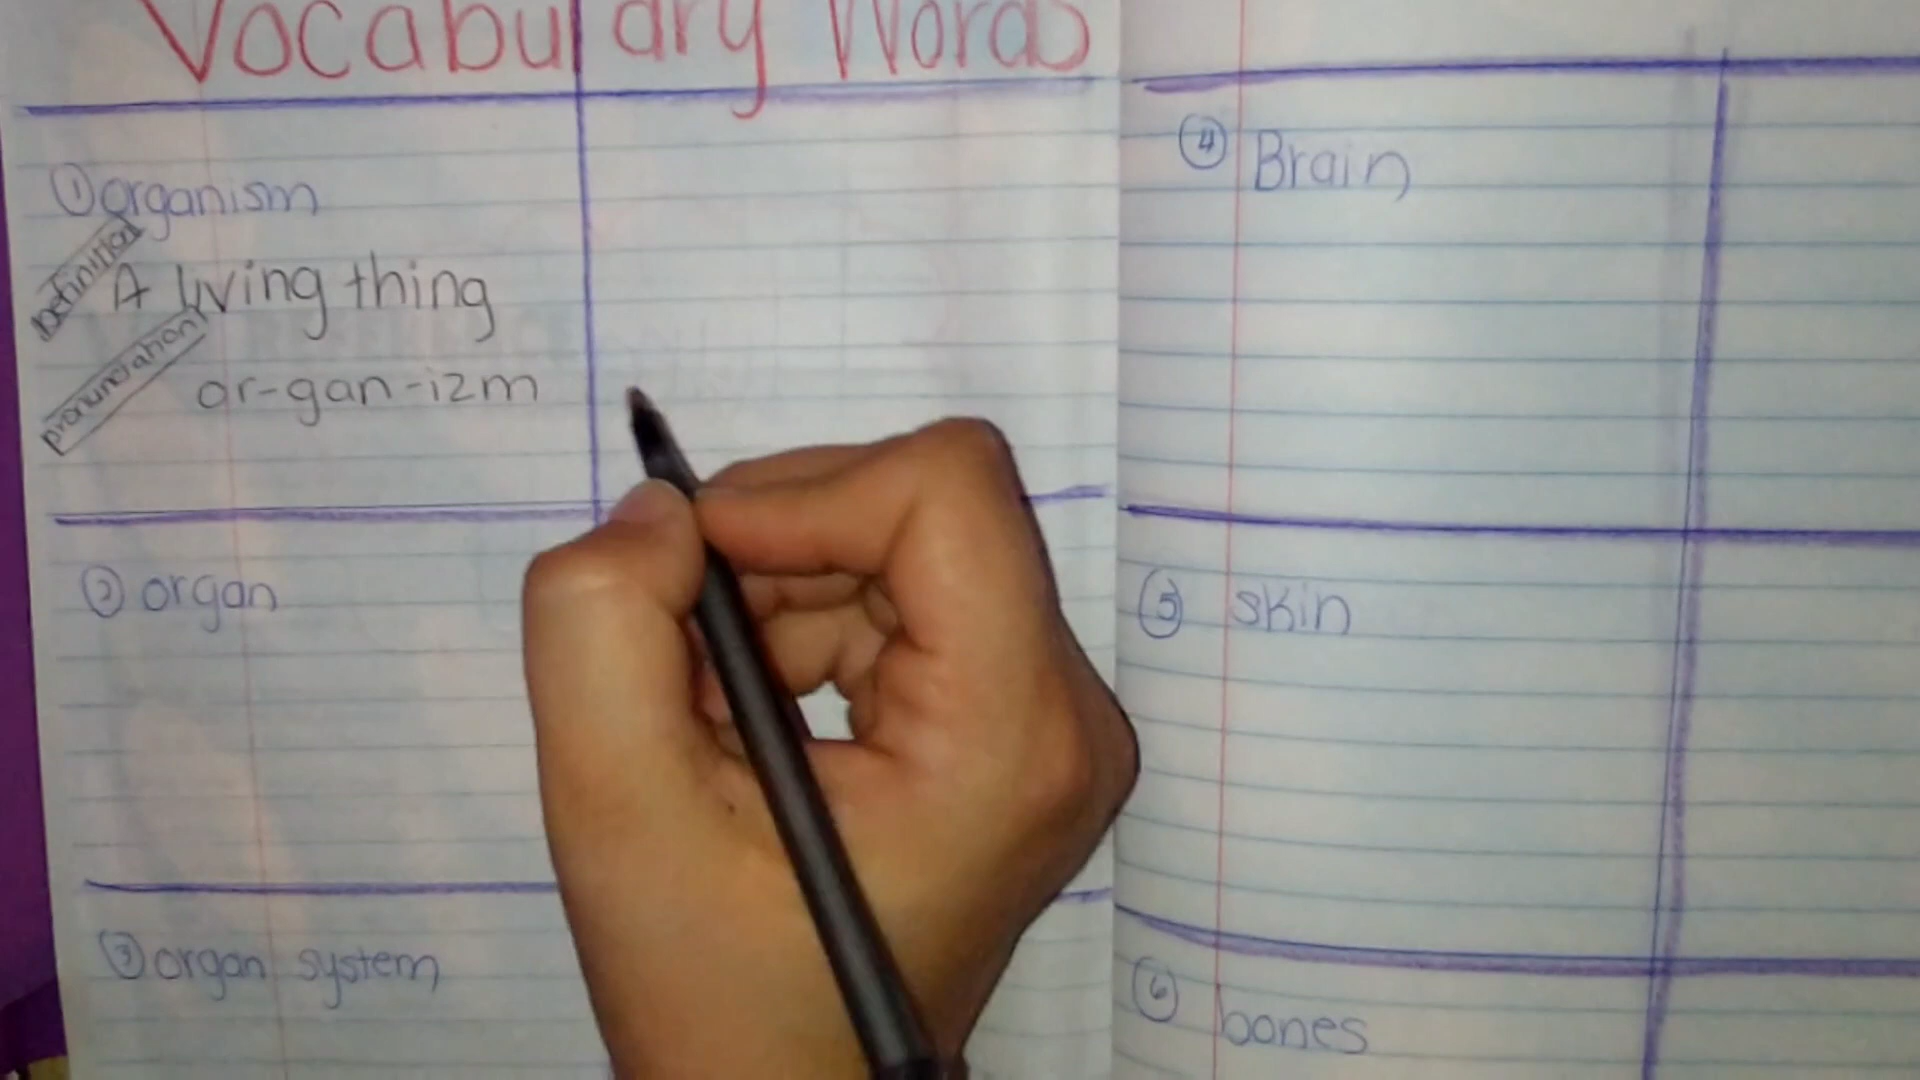 Vocabulary Words
① organism
definition
A living thing
pronunciation
or-gan-izm
② organ
③ organ system
④ Brain
⑤ skin
⑥ bones